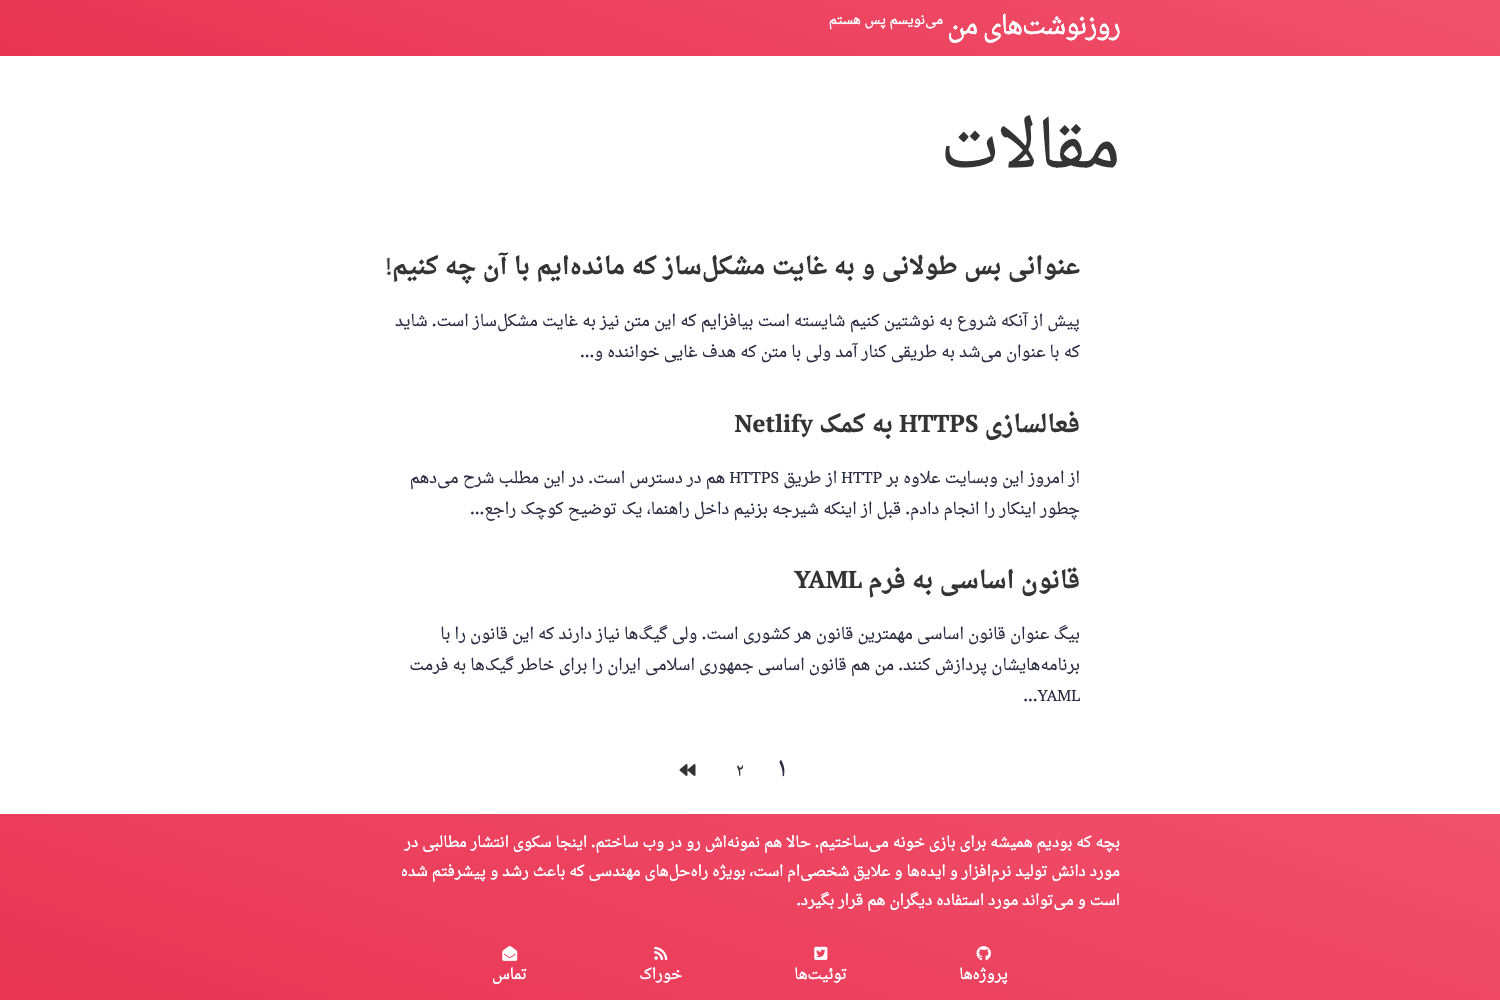 روزنوشت‌های من می‌نویسم پس هستم
مقالات
عنوانی بس طولانی و به غایت مشکل‌ساز که مانده‌ایم با آن چه کنیم!
پیش از آنکه شروع به نوشتین کنیم شایسته است بیافزایم که این متن نیز به غایت مشکل‌ساز است. شاید
که با عنوان می‌شد به طریقی کنار آمد ولی با متن که هدف غایی خواننده و...
فعالسازی HTTPS به کمک Netlify
از امروز این وبسایت علاوه بر HTTP از طریق HTTPS هم در دسترس است. در این مطلب شرح می‌دهم
چطور اینکار را انجام دادم. قبل از اینکه شیرجه بزنیم داخل راهنما، یک توضیح کوچک راجع...
قانون اساسی به فرم YAML
بیگ عنوان قانون اساسی مهمترین قانون هر کشوری است. ولی گیگ‌ها نیاز دارند که این قانون را با
برنامه‌هایشان پردازش کنند. من هم قانون اساسی جمهوری اسلامی ایران را برای خاطر گیک‌ها به فرمت
YAML...
۱ ۲
بچه که بودیم همیشه برای بازی خونه می‌ساختیم. حالا هم نمونه‌اش رو در وب ساختم. اینجا سکوی انتشار مطالبی در
مورد دانش تولید نرم‌افزار و ایده‌ها و علایق شخصی‌ام است، بویژه راه‌حل‌های مهندسی که باعث رشد و پیشرفتم شده
است و می‌تواند مورد استفاده دیگران هم قرار بگیرد.
پروژه‌ها توئیت‌ها خوراک تماس